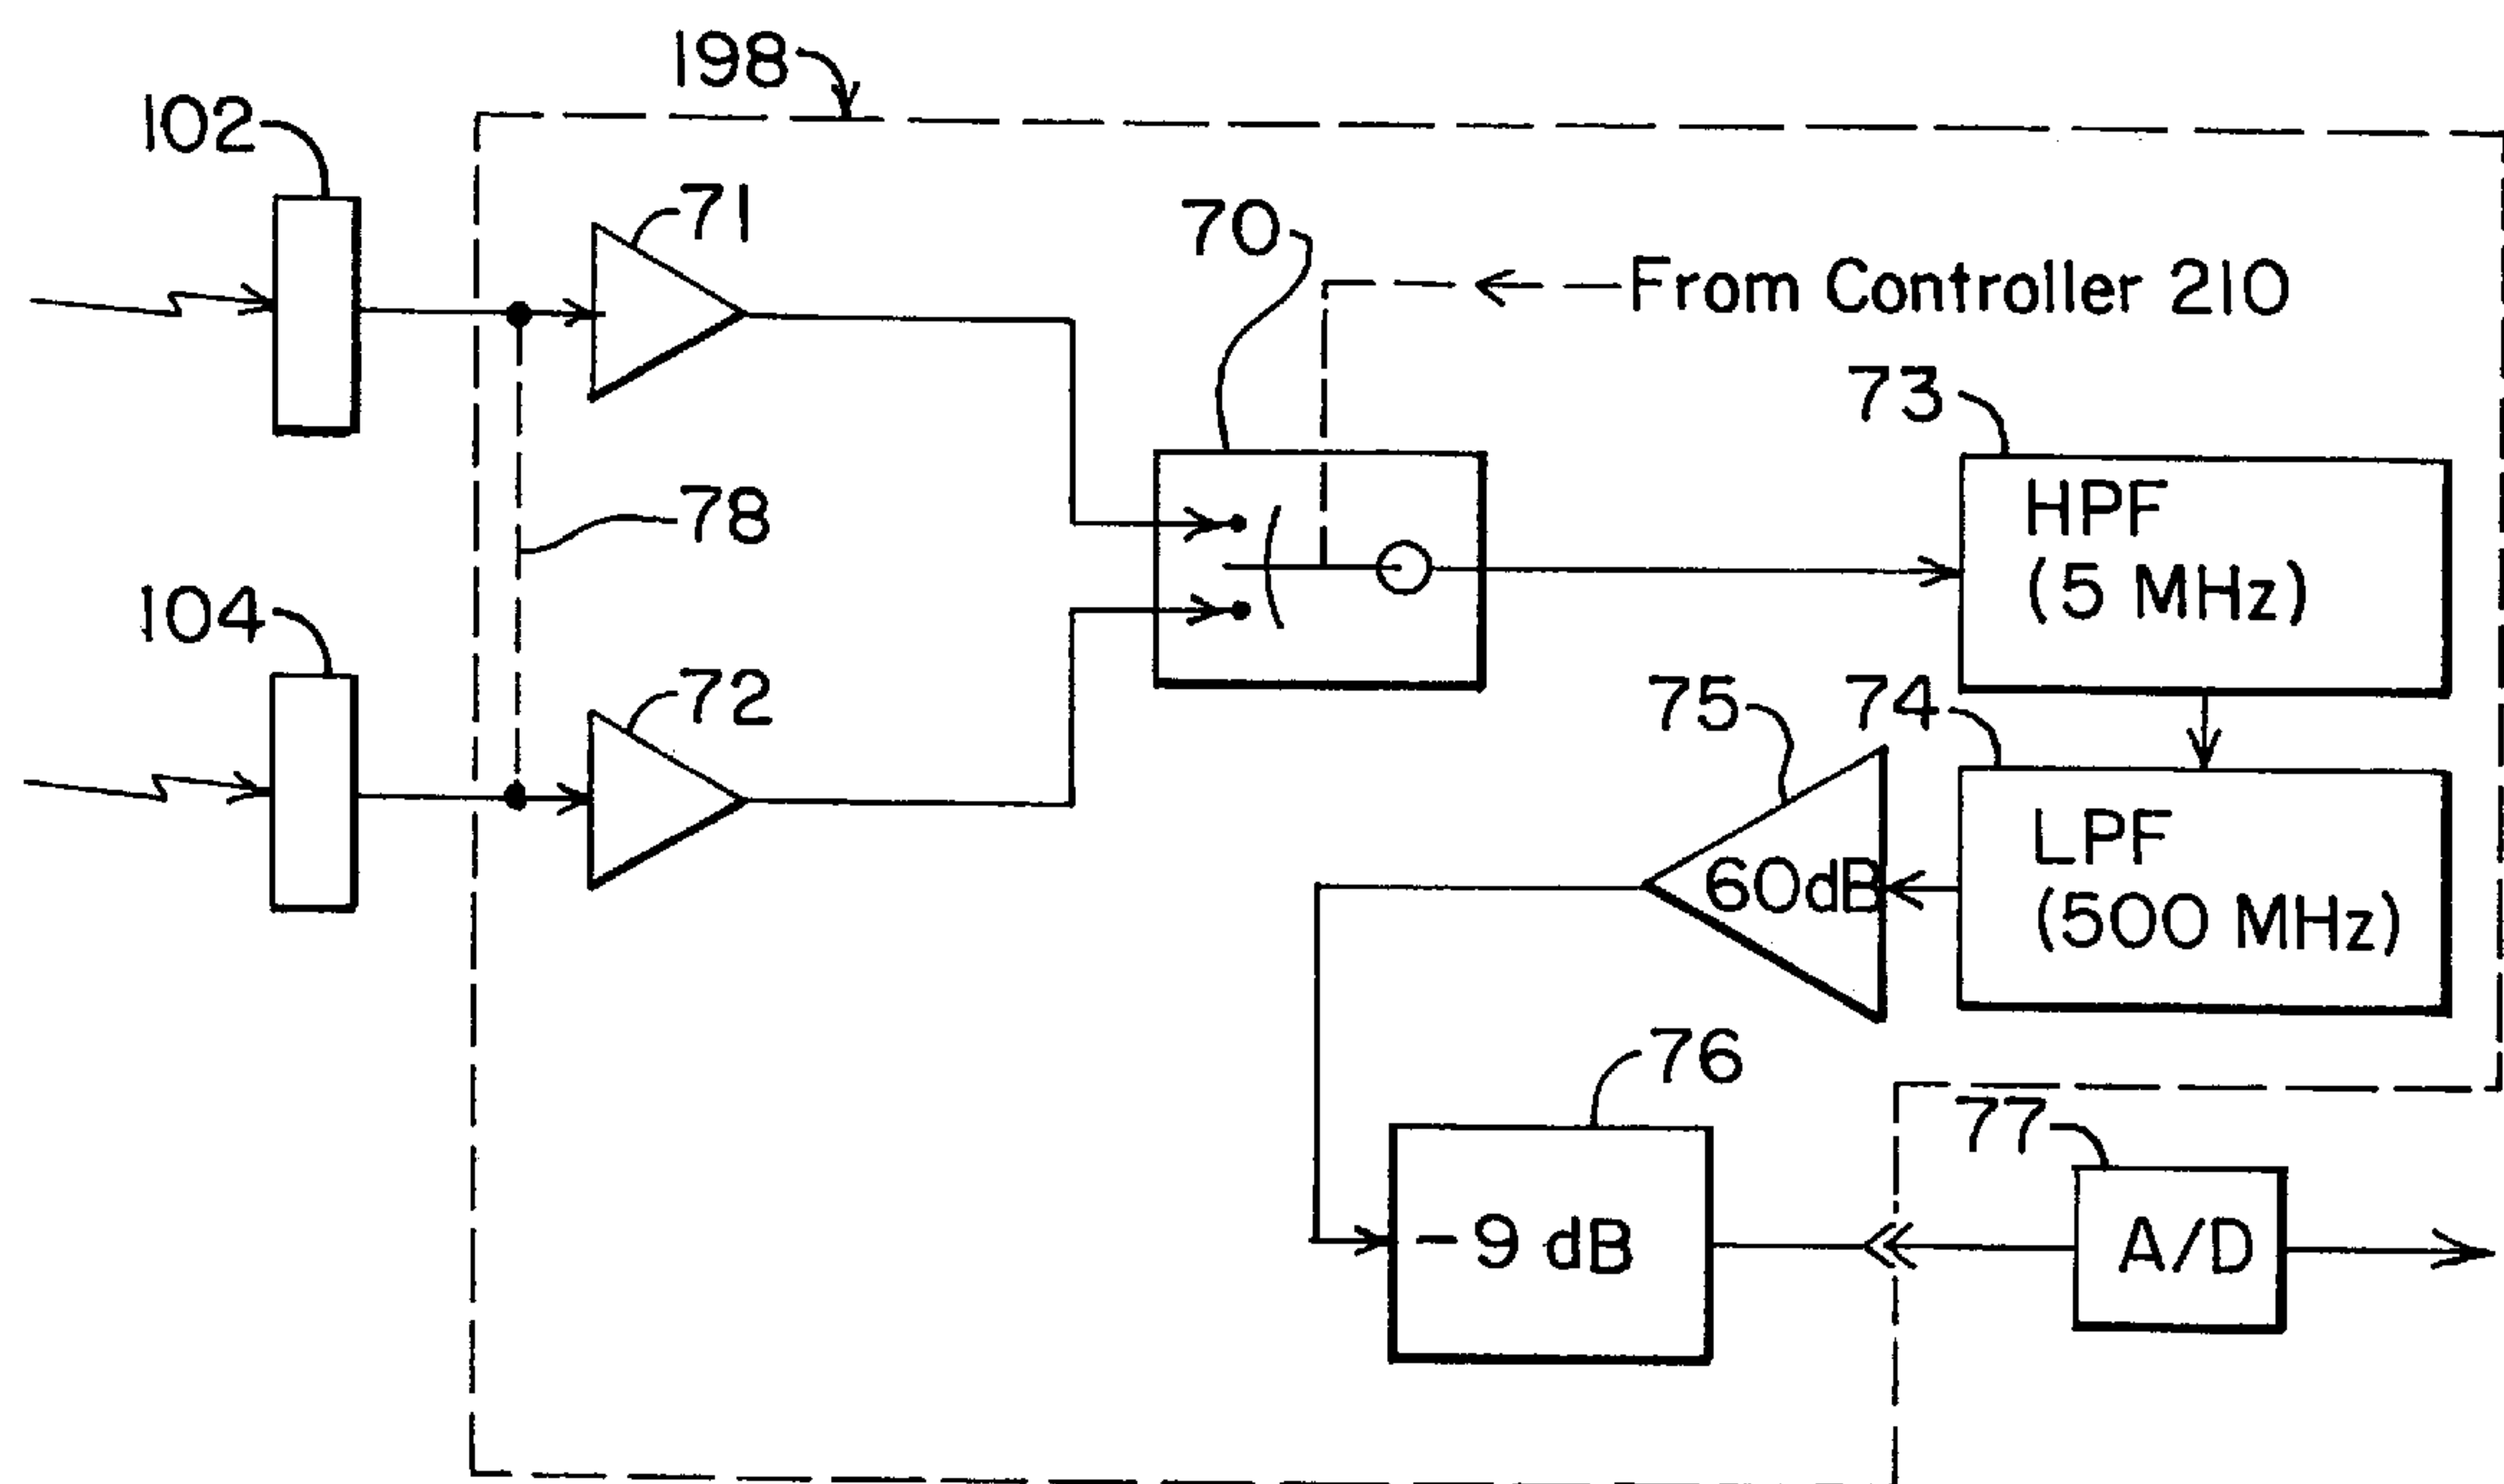 198
102
71
70
From Controller 210
73
HPF
(5 MHz)
78
104
72
75
74
LPF
(500 MHz)
60dB
76
77
-9 dB
A/D